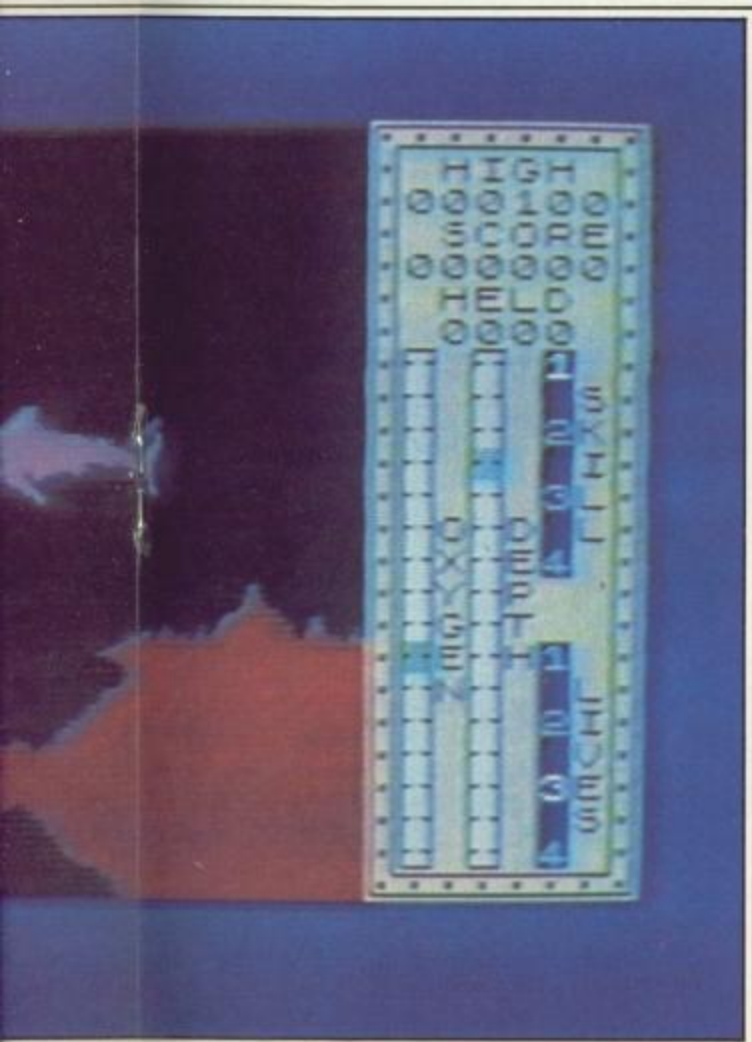 HIGH
000100
SCORE
000000
HELD
0000
OXYGEN
DEPTH
1
2
3
4
SKILL
1
2
3
4
LIVES